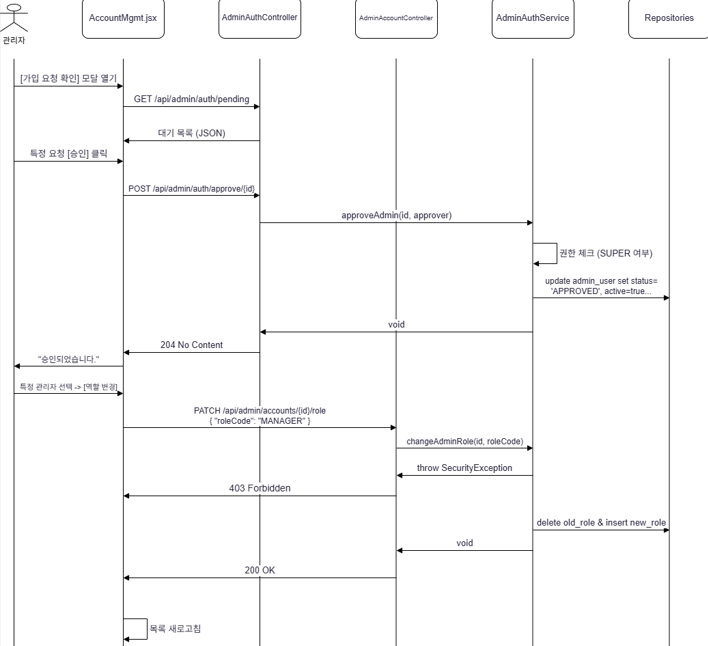 AccountMgmt.jsx
AdminAuthController
AdminAccountController
AdminAuthService
Repositories
관리자
[가입 요청 확인] 모달 열기
GET /api/admin/auth/pending
대기 목록 (JSON)
특정 요청 [승인] 클릭
POST /api/admin/auth/approve/{id}
approveAdmin(id, approver)
권한 체크 (SUPER 여부)
update admin_user set status=
'APPROVED', active=true...
void
204 No Content
"승인되었습니다."
특정 관리자 선택 -> [역할 변경]
PATCH /api/admin/accounts/{id}/role
{ "roleCode": "MANAGER" }
changeAdminRole(id, roleCode)
throw SecurityException
403 Forbidden
delete old_role & insert new_role
void
200 OK
목록 새로고침